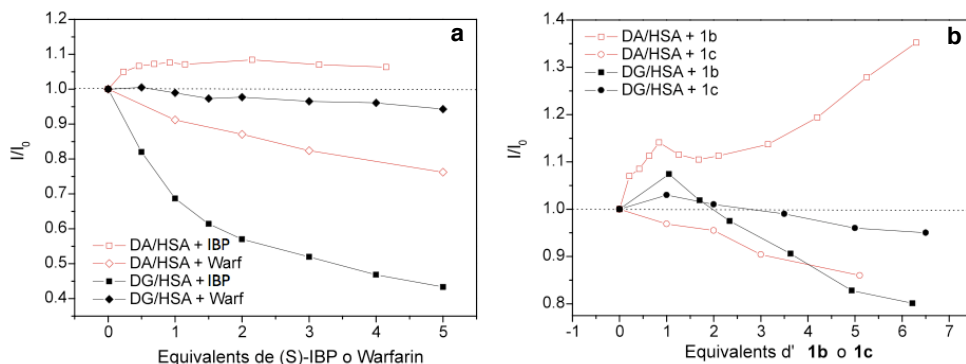 a
I/I0
1.2
1.1
1.0
0.9
0.8
0.7
0.6
0.5
0.4
DA/HSA + IBP
DA/HSA + Warf
DG/HSA + IBP
DG/HSA + Warf
0 1 2 3 4 5
Equivalents de (S)-IBP o Warfarin
b
I/I0
1.4
1.3
1.2
1.1
1.0
0.9
0.8
DA/HSA + 1b
DA/HSA + 1c
DG/HSA + 1b
DG/HSA + 1c
-1 0 1 2 3 4 5 6 7
Equivalents d' 1b o 1c